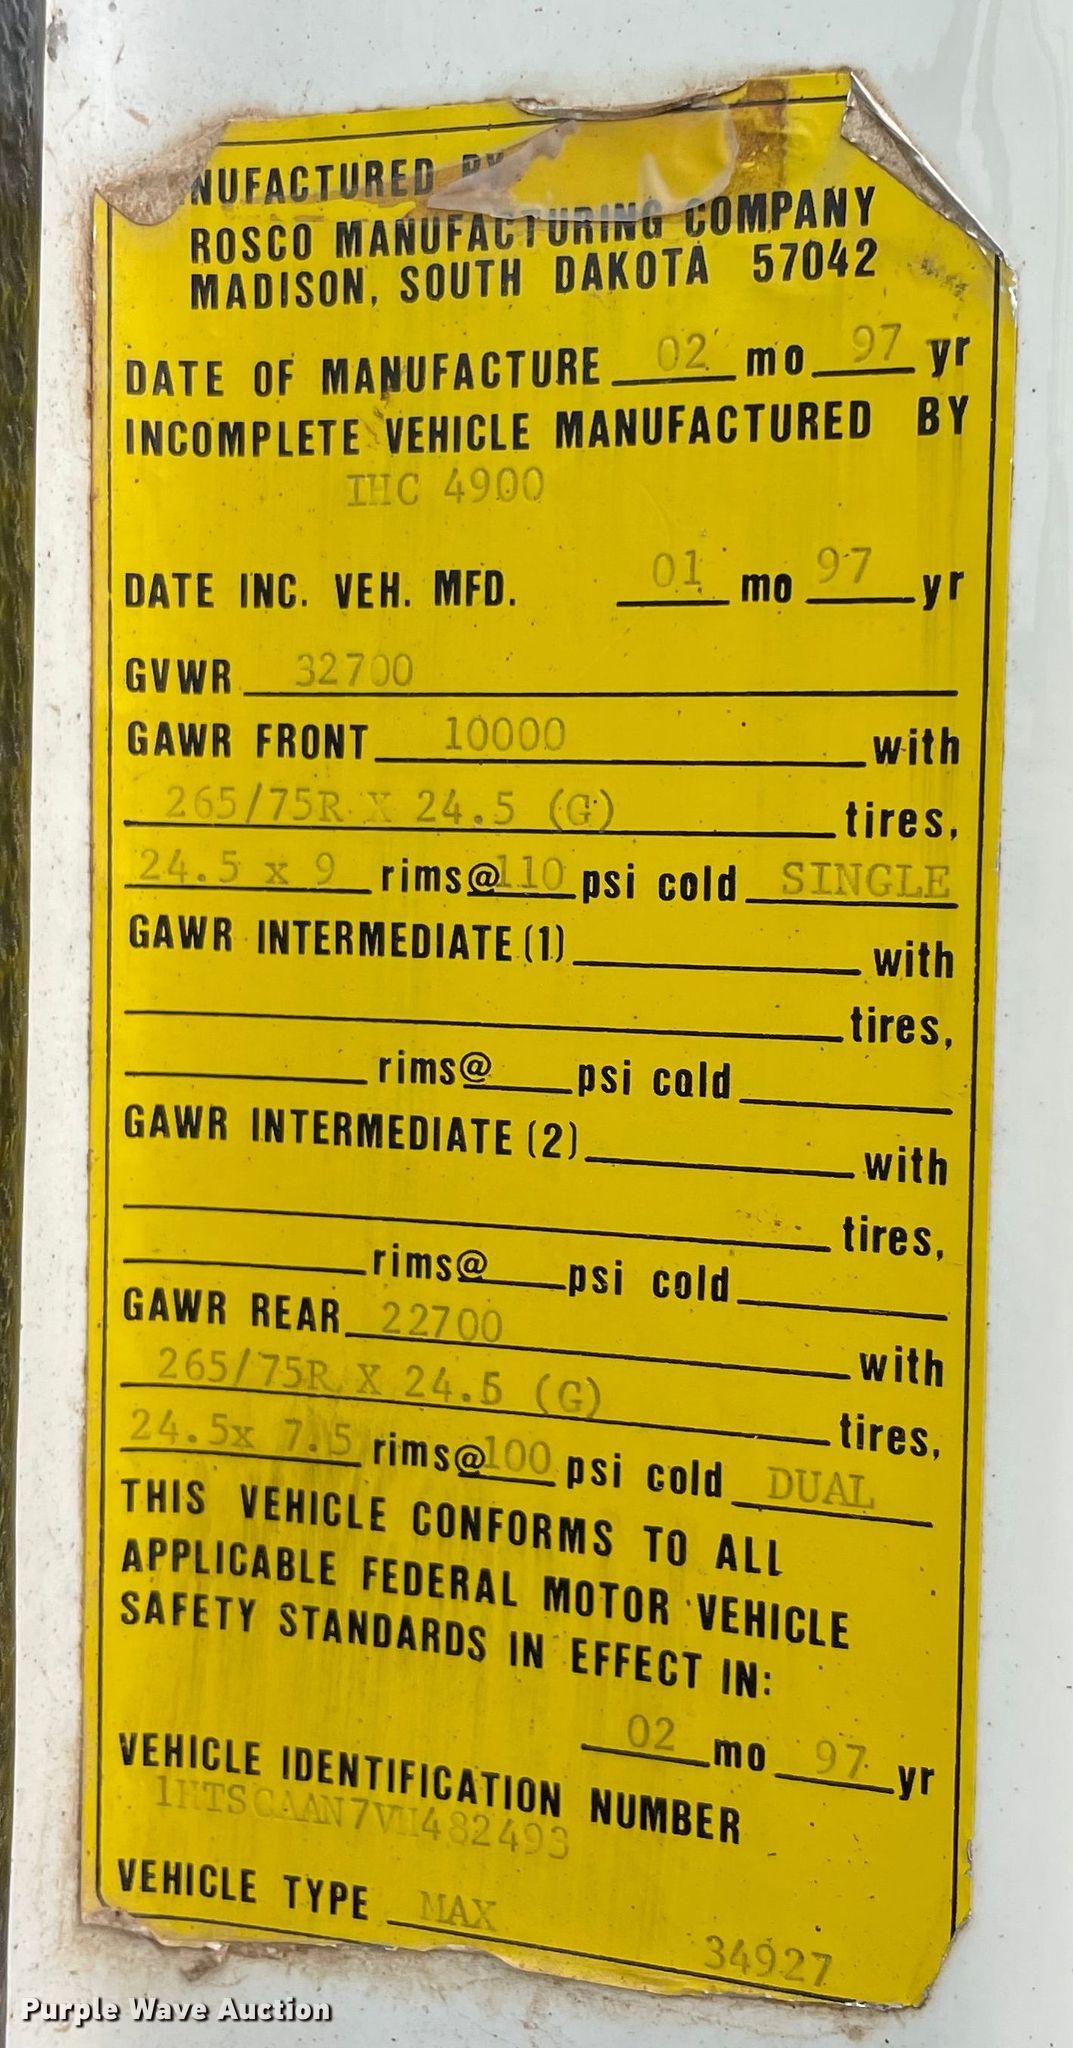 NUFACTURED BY
ROSCO MANUFACTURING COMPANY
MADISON, SOUTH DAKOTA 57042
DATE OF MANUFACTURE 02 mo 97 yr
INCOMPLETE VEHICLE MANUFACTURED BY
IHC 4900
DATE INC. VEH. MFD. 01 mo 97 yr
GVWR 32700
GAWR FRONT 10000 with
265/75R X 24.5 (G) tires,
24.5 x 9 rims@110 psi cold SINGLE
GAWR INTERMEDIATE (1) with
tires,
rims@ psi cold
GAWR INTERMEDIATE (2) with
tires,
rims@ psi cold
GAWR REAR 22700 with
265/75R X 24.5 (G) tires,
24.5x 7.5 rims@100 psi cold DUAL
THIS VEHICLE CONFORMS TO ALL
APPLICABLE FEDERAL MOTOR VEHICLE
SAFETY STANDARDS IN EFFECT IN:
02 mo 97 yr
VEHICLE IDENTIFICATION NUMBER
1HTSCAAN7VH482493
VEHICLE TYPE MAX
34927
Purple Wave Auction